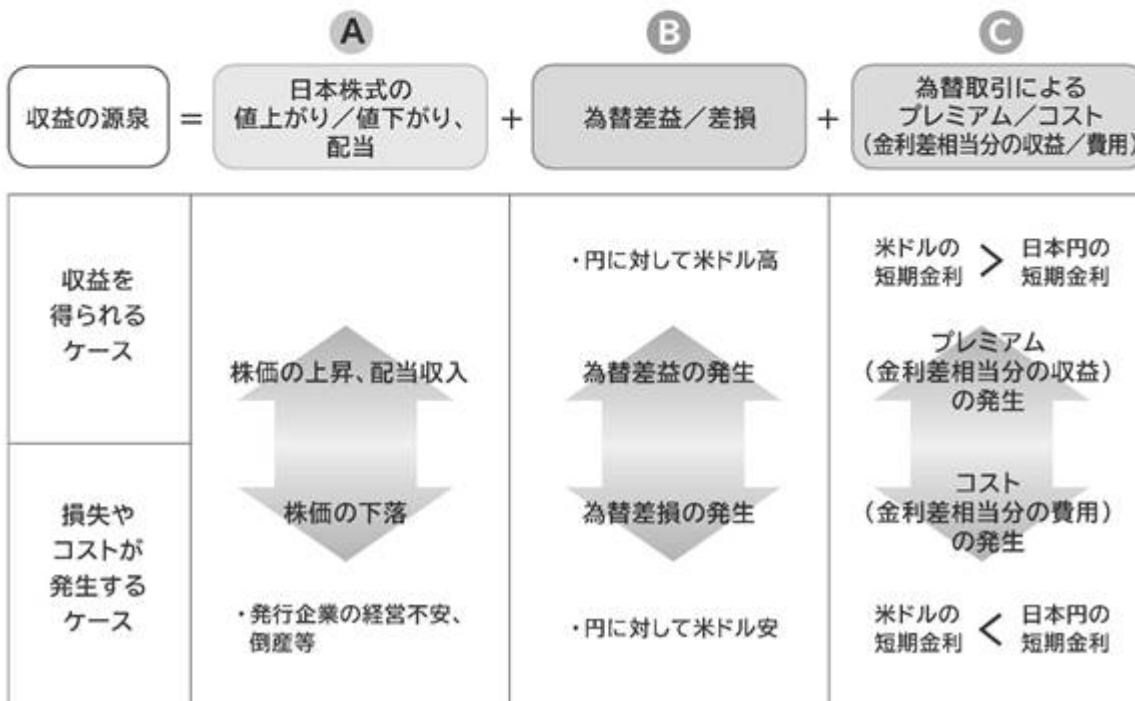 A
B
C
収益の源泉
=
日本株式の
値上がり／値下がり、
配当
+
為替差益／差損
+
為替取引による
プレミアム／コスト
(金利差相当分の収益／費用)
収益を
得られる
ケース
株価の上昇、配当収入
・円に対して米ドル高
為替差益の発生
米ドルの
短期金利
>
日本円の
短期金利
プレミアム
(金利差相当分の収益)
の発生
損失や
コストが
発生する
ケース
株価の下落
・発行企業の経営不安、
倒産等
為替差損の発生
・円に対して米ドル安
コスト
(金利差相当分の費用)
の発生
米ドルの
短期金利
<
日本円の
短期金利